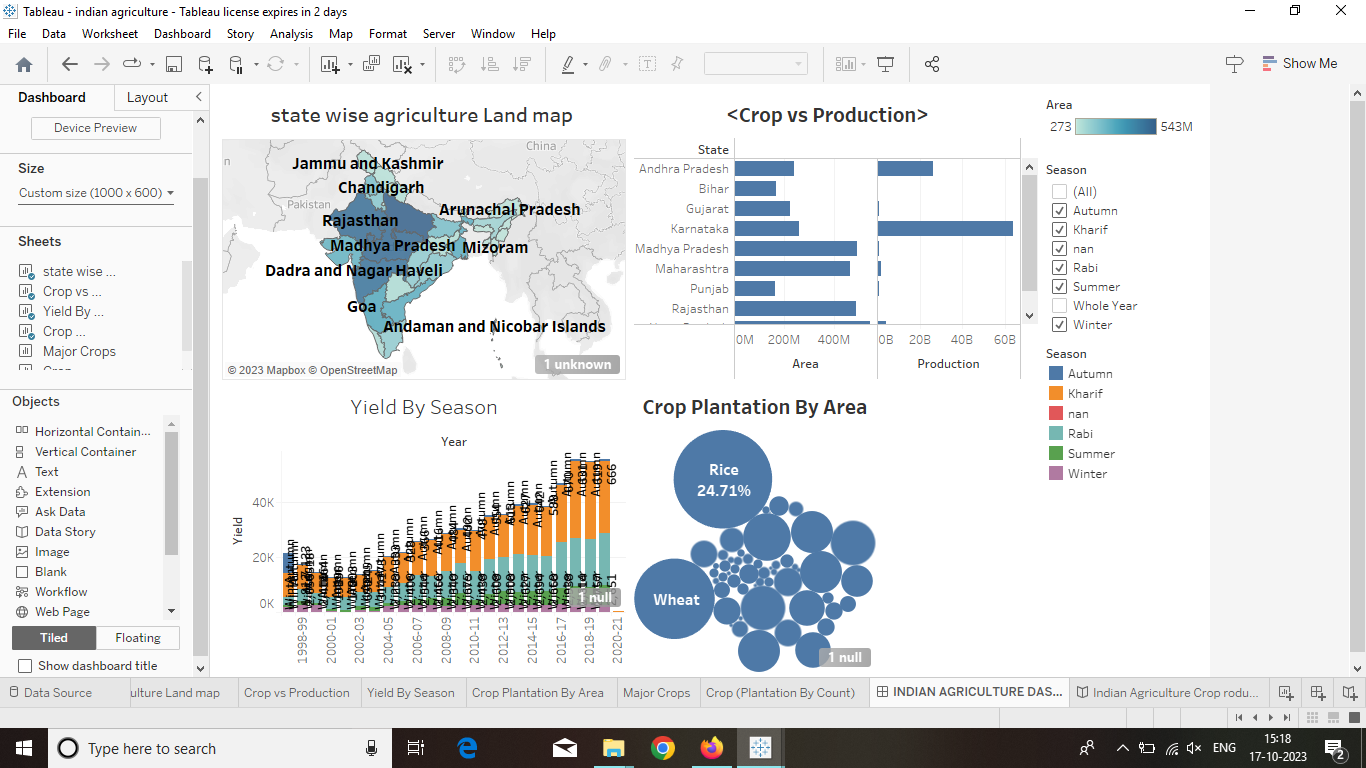 Tableau - indian agriculture - Tableau license expires in 2 days
File Data Worksheet Dashboard Story Analysis Map Format Server Window Help
Show Me
Dashboard Layout
Device Preview
Size
Custom size (1000 x 600)
Sheets
state wise ...
Crop vs ...
Yield By ...
Crop ...
Major Crops
Objects
Horizontal Contain...
Vertical Container
Text
Extension
Ask Data
Data Story
Image
Blank
Workflow
Web Page
Tiled Floating
Show dashboard title
state wise agriculture Land map
China
Pakistan
Jammu and Kashmir
Chandigarh
Arunachal Pradesh
Rajasthan
Madhya Pradesh
Mizoram
Dadra and Nagar Haveli
Goa
Andaman and Nicobar Islands
1 unknown
© 2023 Mapbox © OpenStreetMap
<Crop vs Production>
State
Andhra Pradesh
Bihar
Gujarat
Karnataka
Madhya Pradesh
Maharashtra
Punjab
Rajasthan
0M 200M 400M 0B 20B 40B 60B
Area Production
Area
273 543M
Season
(All)
Autumn
Kharif
nan
Rabi
Summer
Whole Year
Winter
Season
Autumn
Kharif
nan
Rabi
Summer
Winter
Yield By Season
Year
Yield
40K
20K
0K
1 null
1998-99 2000-01 2002-03 2004-05 2006-07 2008-09 2010-11 2012-13 2014-15 2016-17 2018-19 2020-21
Crop Plantation By Area
Rice
24.71%
Wheat
1 null
Data Source ulture Land map Crop vs Production Yield By Season Crop Plantation By Area Major Crops Crop (Plantation By Count) INDIAN AGRICULTURE DAS... Indian Agriculture Crop rodu...
Type here to search
ENG
15:18
17-10-2023
2